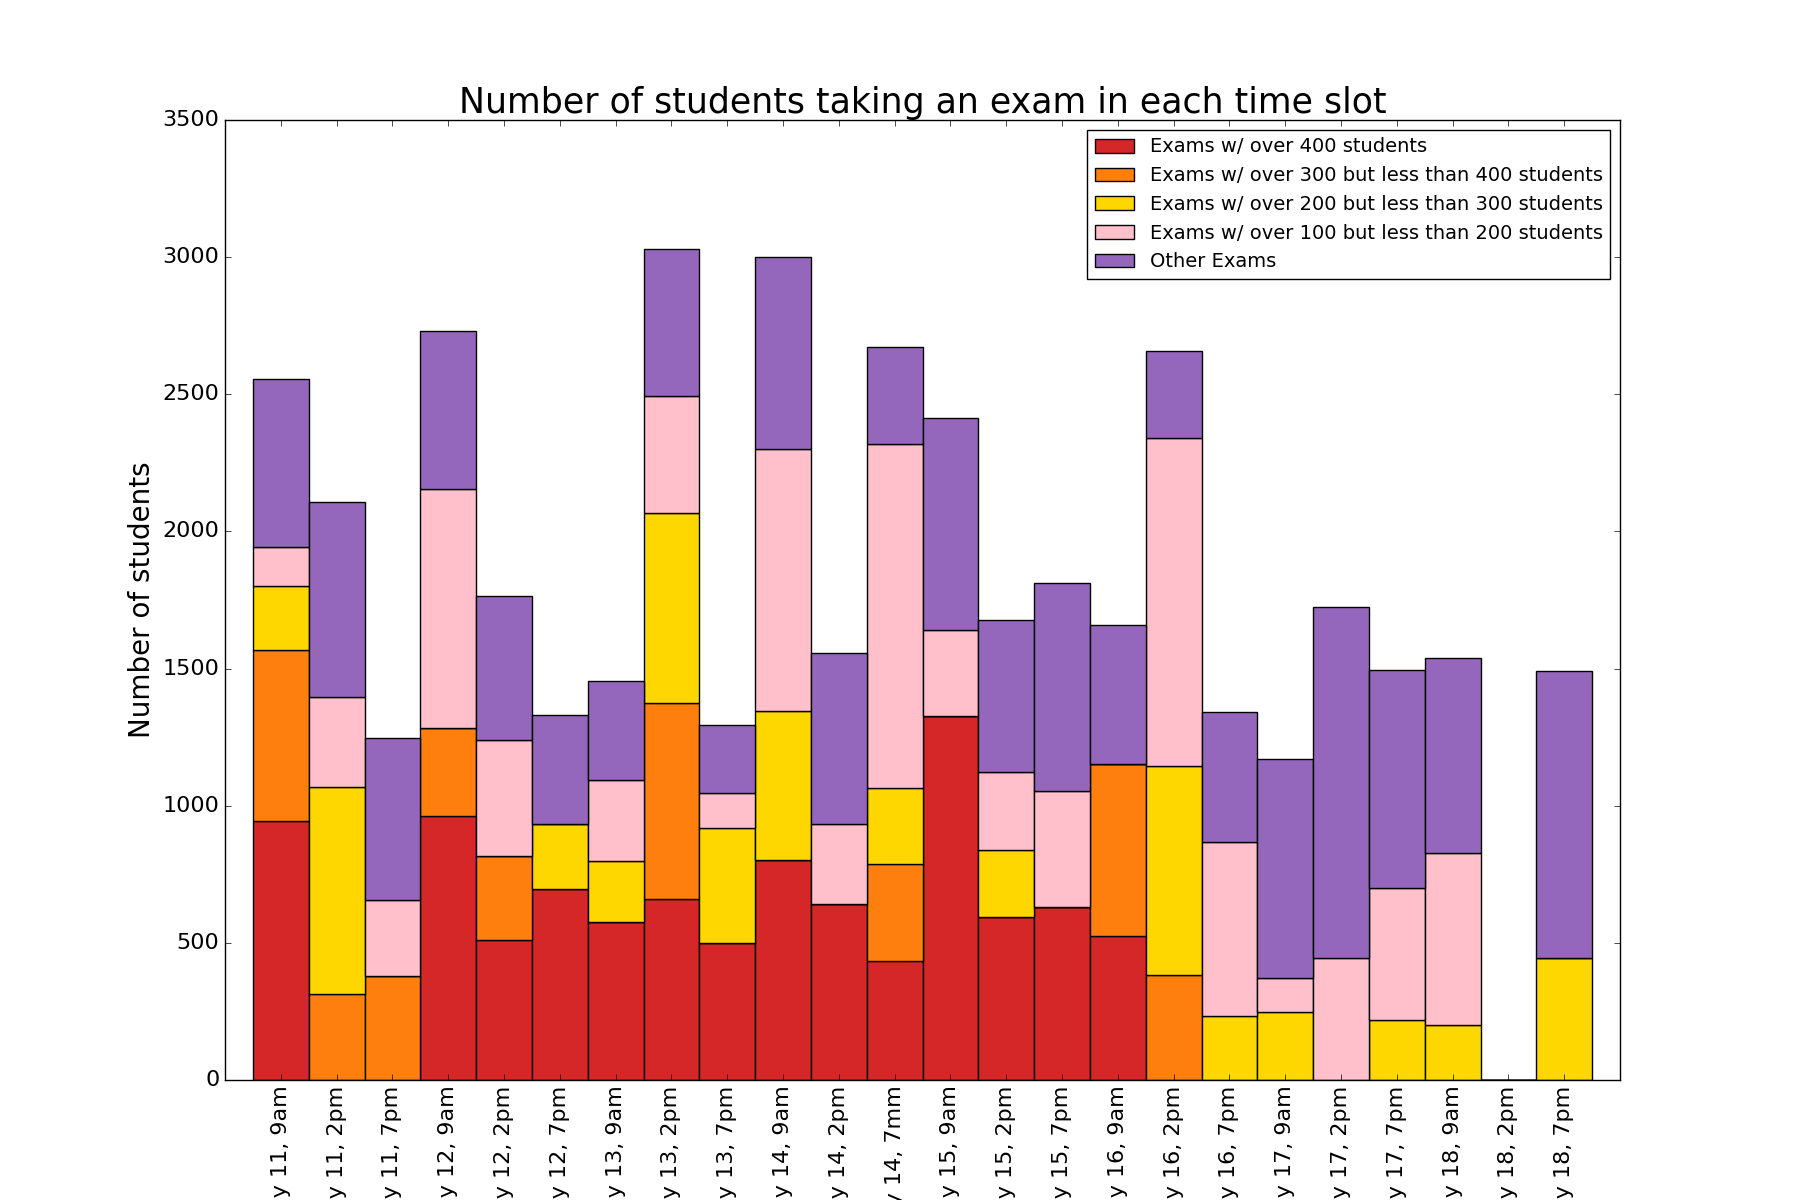 Number of students taking an exam in each time slot
3500
3000
2500
2000
1500
1000
500
0
Number of students
Exams w/ over 400 students
Exams w/ over 300 but less than 400 students
Exams w/ over 200 but less than 300 students
Exams w/ over 100 but less than 200 students
Other Exams
y 11, 9am
y 11, 2pm
y 11, 7pm
y 12, 9am
y 12, 2pm
y 12, 7pm
y 13, 9am
y 13, 2pm
y 13, 7pm
y 14, 9am
y 14, 2pm
y 14, 7mm
y 15, 9am
y 15, 2pm
y 15, 7pm
y 16, 9am
y 16, 2pm
y 16, 7pm
y 17, 9am
y 17, 2pm
y 17, 7pm
y 18, 9am
y 18, 2pm
y 18, 7pm